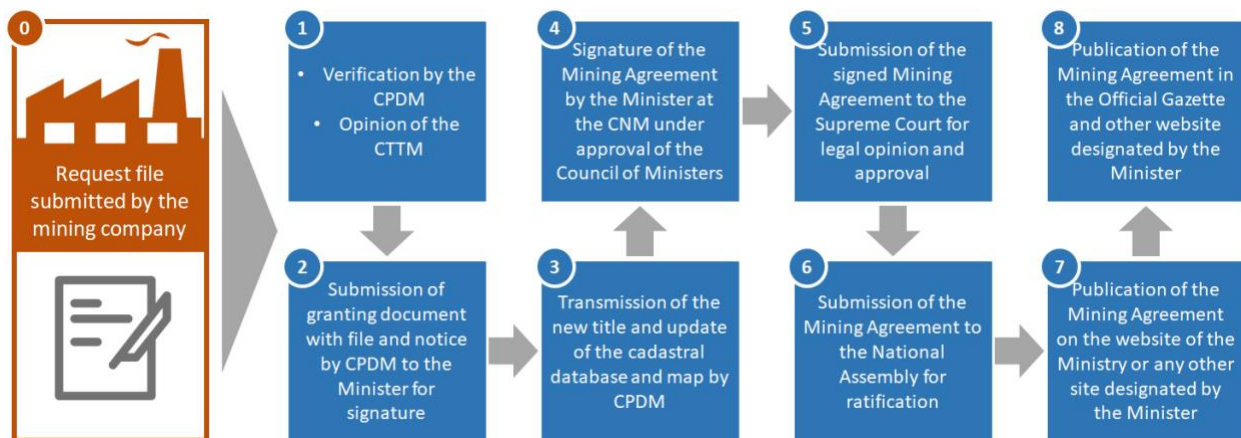 0
Request file
submitted by the
mining company
1
• Verification by the
CPDM
• Opinion of the
CTTM
2
Submission of
granting document
with file and notice
by CPDM to the
Minister for
signature
3
Transmission of the
new title and update
of the cadastral
database and map by
CPDM
4
Signature of the
Mining Agreement
by the Minister at
the CNM under
approval of the
Council of Ministers
5
Submission of the
signed Mining
Agreement to the
Supreme Court for
legal opinion and
approval
6
Submission of the
Mining Agreement to
the National
Assembly for
ratification
7
Publication of the
Mining Agreement
on the website of the
Ministry or any other
site designated by
the Minister
8
Publication of the
Mining Agreement in
the Official Gazette
and other website
designated by the
Minister